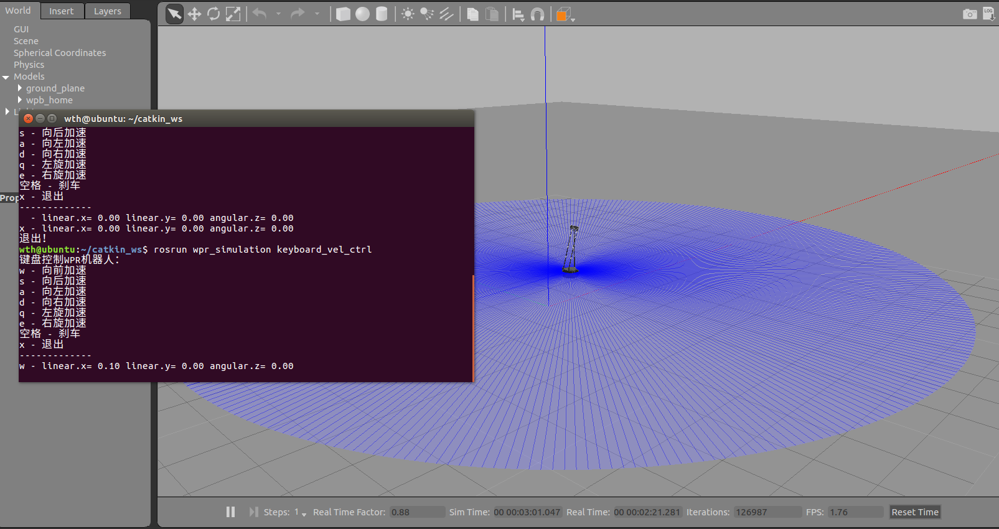 World Insert Layers
GUI
Scene
Spherical Coordinates
Physics
Models
ground_plane
wpb_home
wth@ubuntu: ~/catkin_ws
s - 向后加速
a - 向左加速
d - 向右加速
q - 左旋加速
e - 右旋加速
空格 - 刹车
x - 退出
-------------
- linear.x= 0.00 linear.y= 0.00 angular.z= 0.00
x - linear.x= 0.00 linear.y= 0.00 angular.z= 0.00
退出!
wth@ubuntu:~/catkin_ws$ rosrun wpr_simulation keyboard_vel_ctrl
键盘控制WPR机器人:
w - 向前加速
s - 向后加速
a - 向左加速
d - 向右加速
q - 左旋加速
e - 右旋加速
空格 - 刹车
x - 退出
-------------
w - linear.x= 0.10 linear.y= 0.00 angular.z= 0.00
Prop
LOG
Steps: 1 Real Time Factor: 0.88 Sim Time: 00 00:03:01.047 Real Time: 00 00:02:21.281 Iterations: 126987 FPS: 1.76 Reset Time